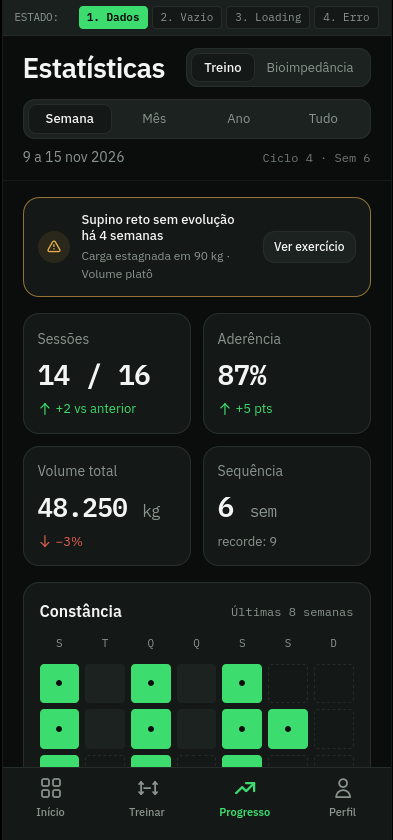 ESTADO: 1. Dados 2. Vazio 3. Loading 4. Erro
Estatísticas Treino Bioimpedância
Semana Mês Ano Tudo
9 a 15 nov 2026 Ciclo 4 · Sem 6
Supino reto sem evolução
há 4 semanas
Carga estagnada em 90 kg ·
Volume platô
Ver exercício
Sessões
14 / 16
↑ +2 vs anterior
Aderência
87%
↑ +5 pts
Volume total
48.250 kg
↓ −3%
Sequência
6 sem
recorde: 9
Constância Últimas 8 semanas
S T Q Q S S D
Início Treinar Progresso Perfil